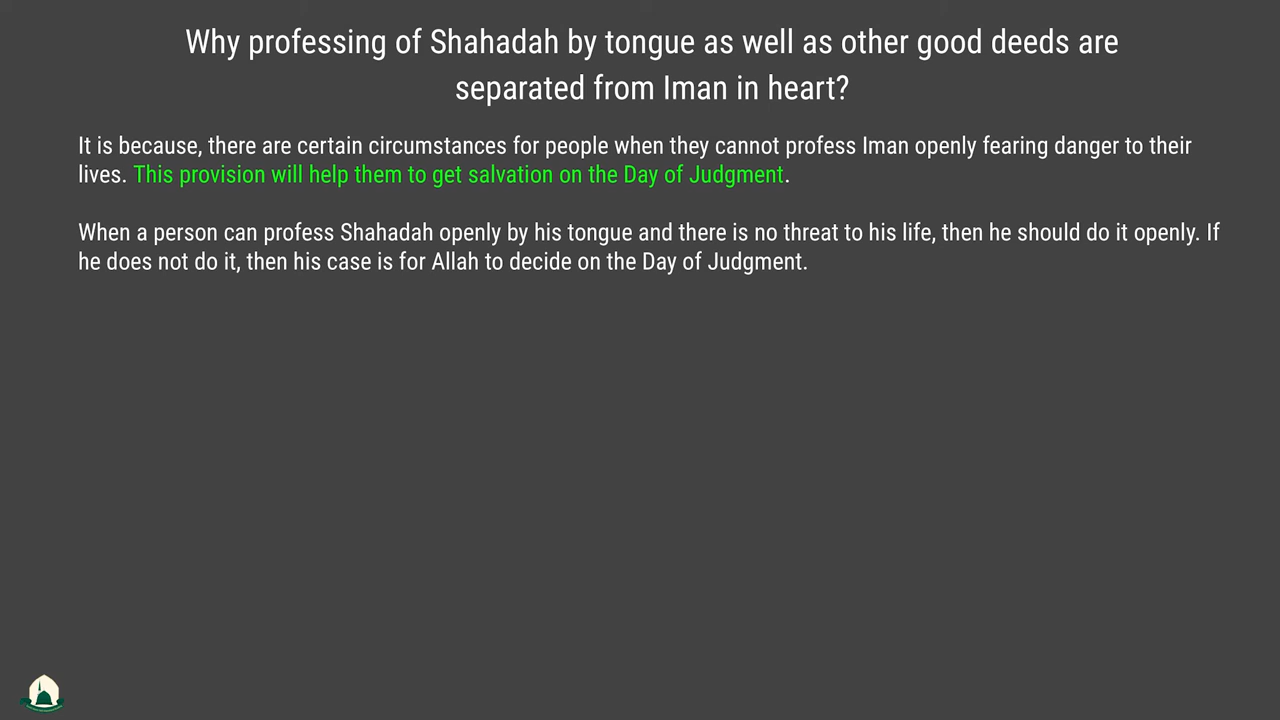 Why professing of Shahadah by tongue as well as other good deeds are
separated from Iman in heart?
It is because, there are certain circumstances for people when they cannot profess Iman openly fearing danger to their
lives. This provision will help them to get salvation on the Day of Judgment.
When a person can profess Shahadah openly by his tongue and there is no threat to his life, then he should do it openly. If
he does not do it, then his case is for Allah to decide on the Day of Judgment.